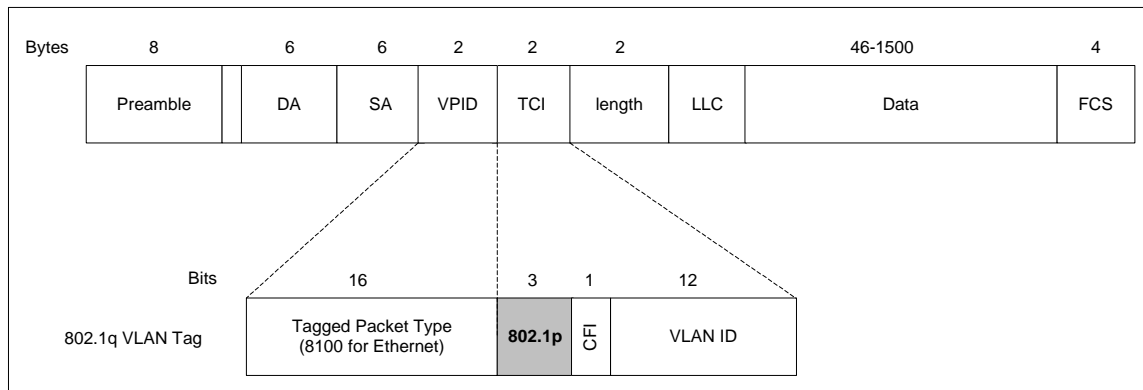 Bytes 8 6 6 2 2 2 46-1500 4
Preamble DA SA VPID TCI length LLC Data FCS
Bits 16 3 1 12
802.1q VLAN Tag
Tagged Packet Type
(8100 for Ethernet)
802.1p
CFI
VLAN ID